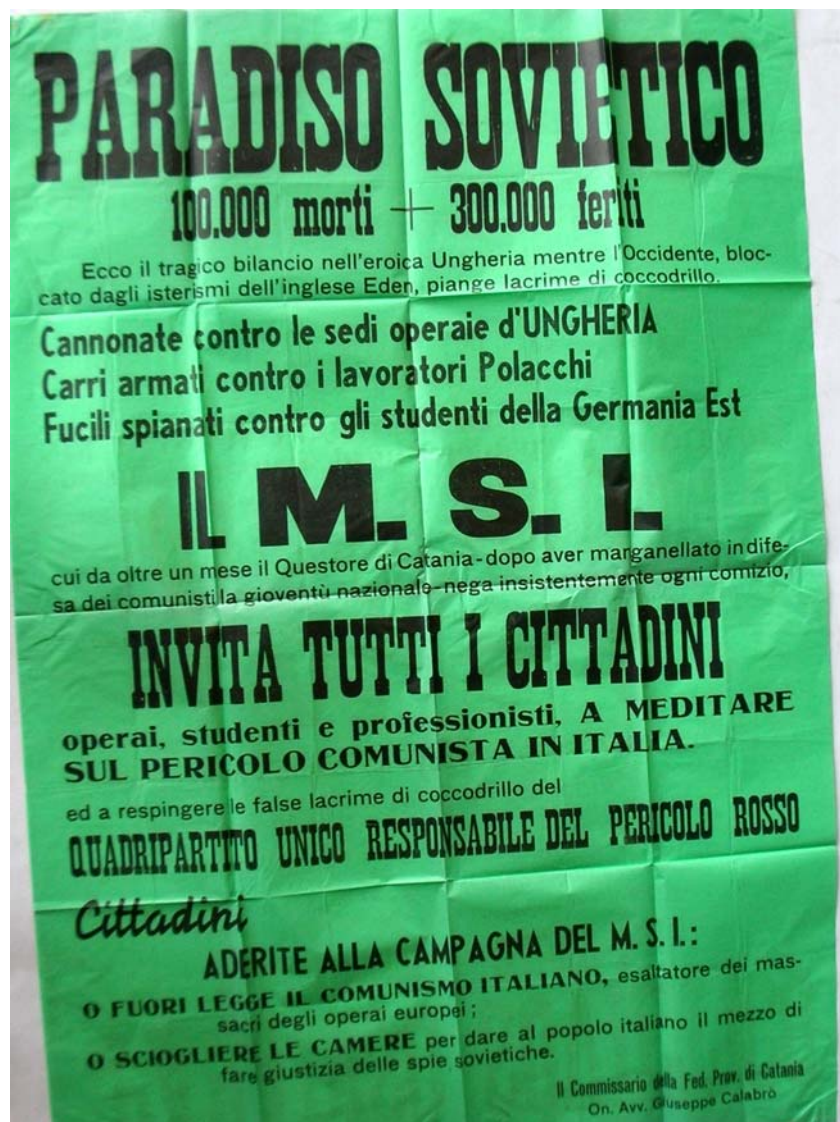 PARADISO SOVIETICO
100.000 morti + 300.000 feriti
Ecco il tragico bilancio nell'eroica Ungheria mentre l'Occidente, bloc-
cato dagli isterismi dell'inglese Eden, piange lacrime di coccodrillo.
Cannonate contro le sedi operaie d'UNGHERIA
Carri armati contro i lavoratori Polacchi
Fucili spianati contro gli studenti della Germania Est
IL M. S. I.
cui da oltre un mese il Questore di Catania-dopo aver marganellato in dife-
sa dei comunisti la gioventù nazionale-nega insistentemente ogni comizio,
INVITA TUTTI I CITTADINI
operai, studenti e professionisti, A MEDITARE
SUL PERICOLO COMUNISTA IN ITALIA.
ed a respingere le false lacrime di coccodrillo del
QUADRIPARTITO UNICO RESPONSABILE DEL PERICOLO ROSSO
Cittadini
ADERITE ALLA CAMPAGNA DEL M. S. I.:
O FUORI LEGGE IL COMUNISMO ITALIANO, esaltatore dei mas-
sacri degli operai europei;
O SCIOGLIERE LE CAMERE per dare al popolo italiano il mezzo di
fare giustizia delle spie sovietiche.
Il Commissario della Fed. Prov. di Catania
On. Avv. Giuseppe Calabrò